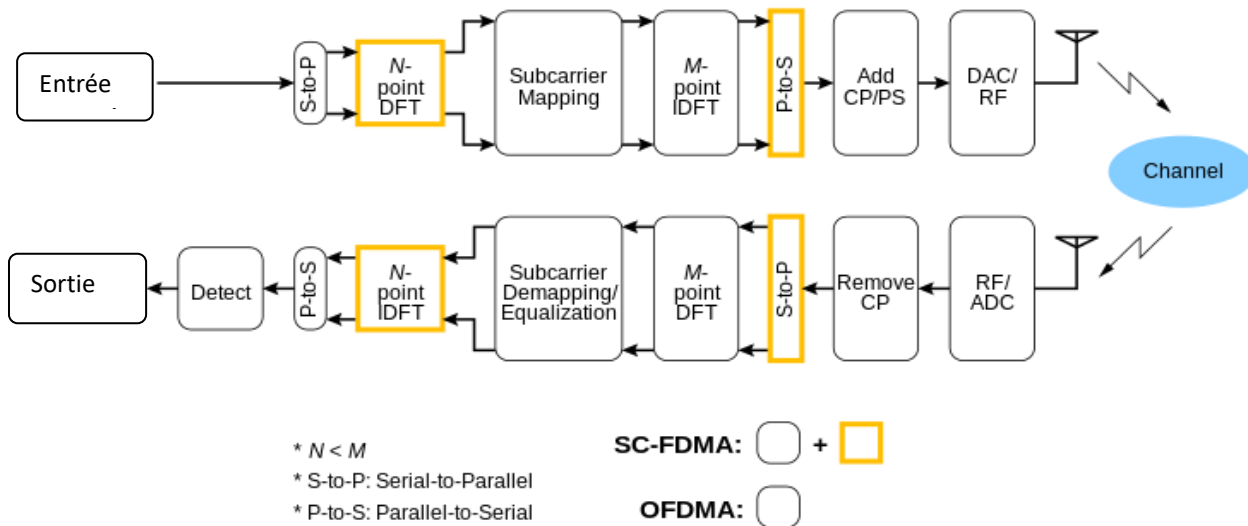 Entrée
S-to-P
N-
point
DFT
Subcarrier
Mapping
M-
point
IDFT
P-to-S
Add
CP/PS
DAC/
RF
Channel
Sortie
Detect
P-to-S
N-
point
IDFT
Subcarrier
Demapping/
Equalization
M-
point
DFT
S-to-P
Remove
CP
RF/
ADC
* N < M
* S-to-P: Serial-to-Parallel
* P-to-S: Parallel-to-Serial
SC-FDMA: +
OFDMA: